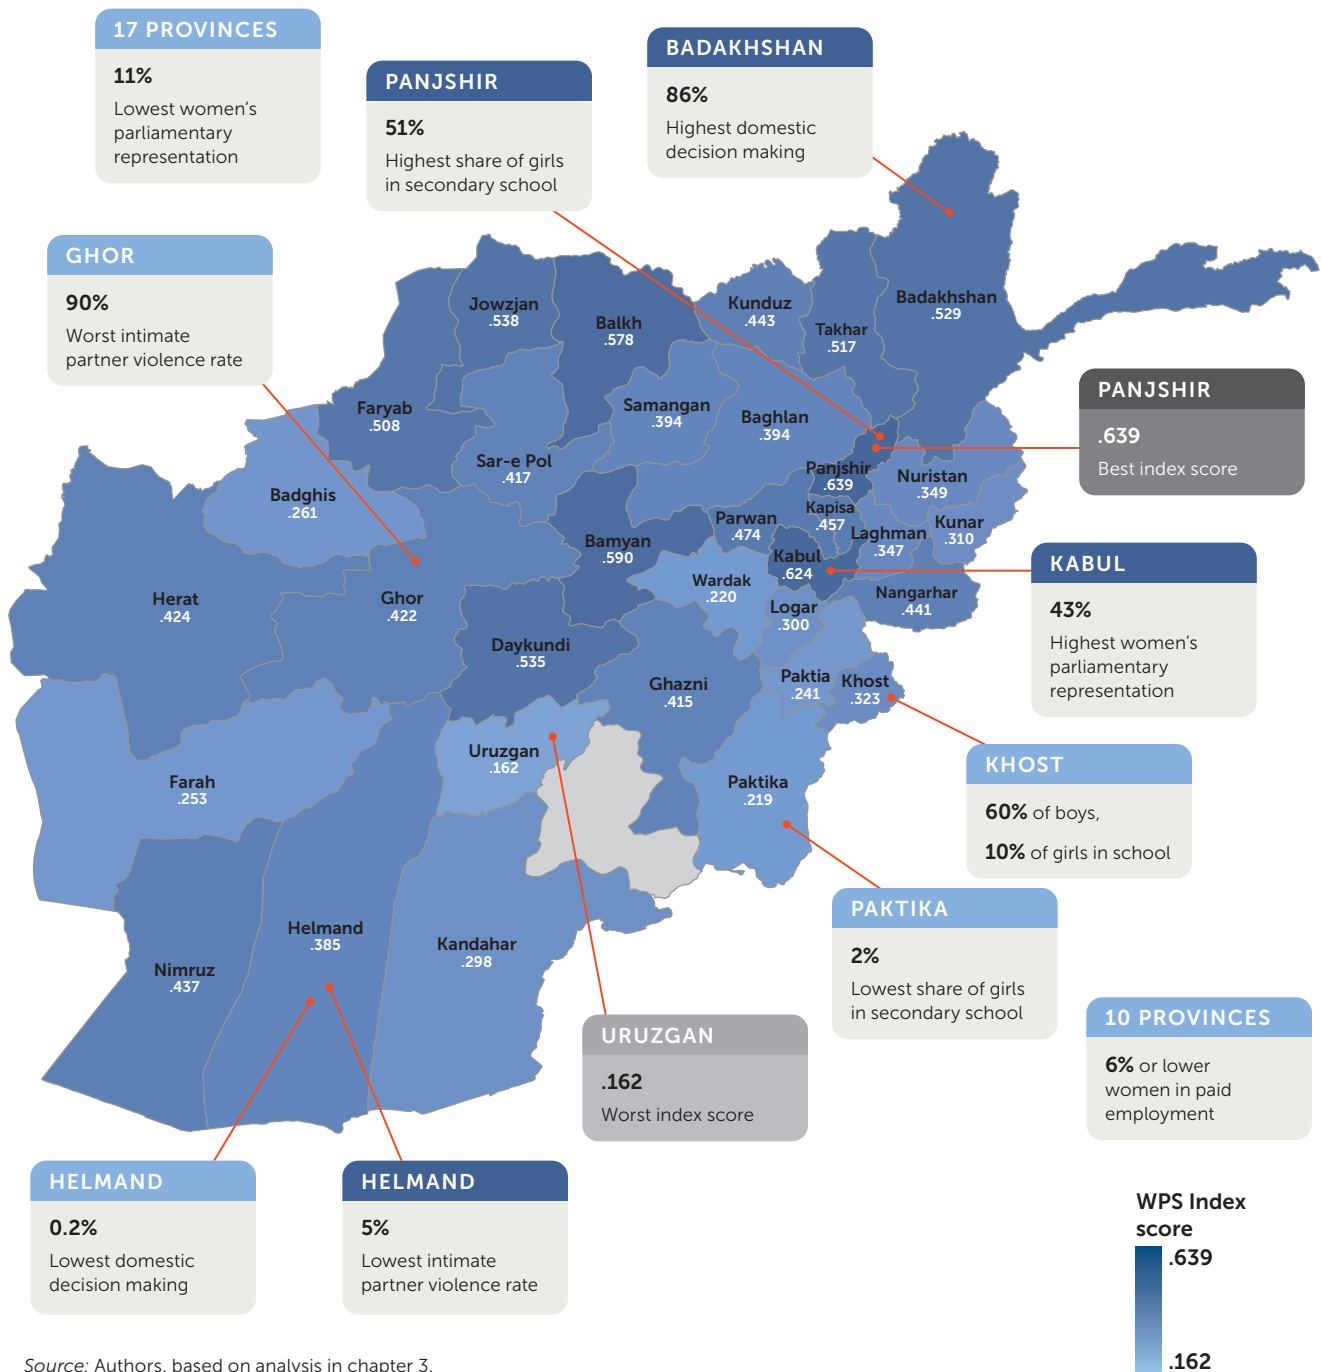 17 PROVINCES
11%
Lowest women's
parliamentary
representation
PANJSHIR
51%
Highest share of girls
in secondary school
BADAKHSHAN
86%
Highest domestic
decision making
GHOR
90%
Worst intimate
partner violence rate
Jowzjan
.538
Balkh
.578
Kunduz
.443
Takhar
.517
Badakhshan
.529
Faryab
.508
Samangan
.394
Baghlan
.394
Sar-e Pol
.417
Badghis
.261
Panjshir
.639
Nuristan
.349
Kapisa
.457
Parwan
.474
Laghman
.347
Kunar
.310
Bamyan
.590
Kabul
.624
Wardak
.220
Nangarhar
.441
Logar
.300
Herat
.424
Ghor
.422
Daykundi
.535
Ghazni
.415
Paktia
.241
Khost
.323
Uruzgan
.162
Farah
.253
Paktika
.219
Helmand
.385
Kandahar
.298
Nimruz
.437
PANJSHIR
.639
Best index score
KABUL
43%
Highest women's
parliamentary
representation
KHOST
60% of boys,
10% of girls in school
PAKTIKA
2%
Lowest share of girls
in secondary school
10 PROVINCES
6% or lower
women in paid
employment
URUZGAN
.162
Worst index score
HELMAND
0.2%
Lowest domestic
decision making
HELMAND
5%
Lowest intimate
partner violence rate
WPS Index
score
.639
.162
Source: Authors, based on analysis in chapter 3.